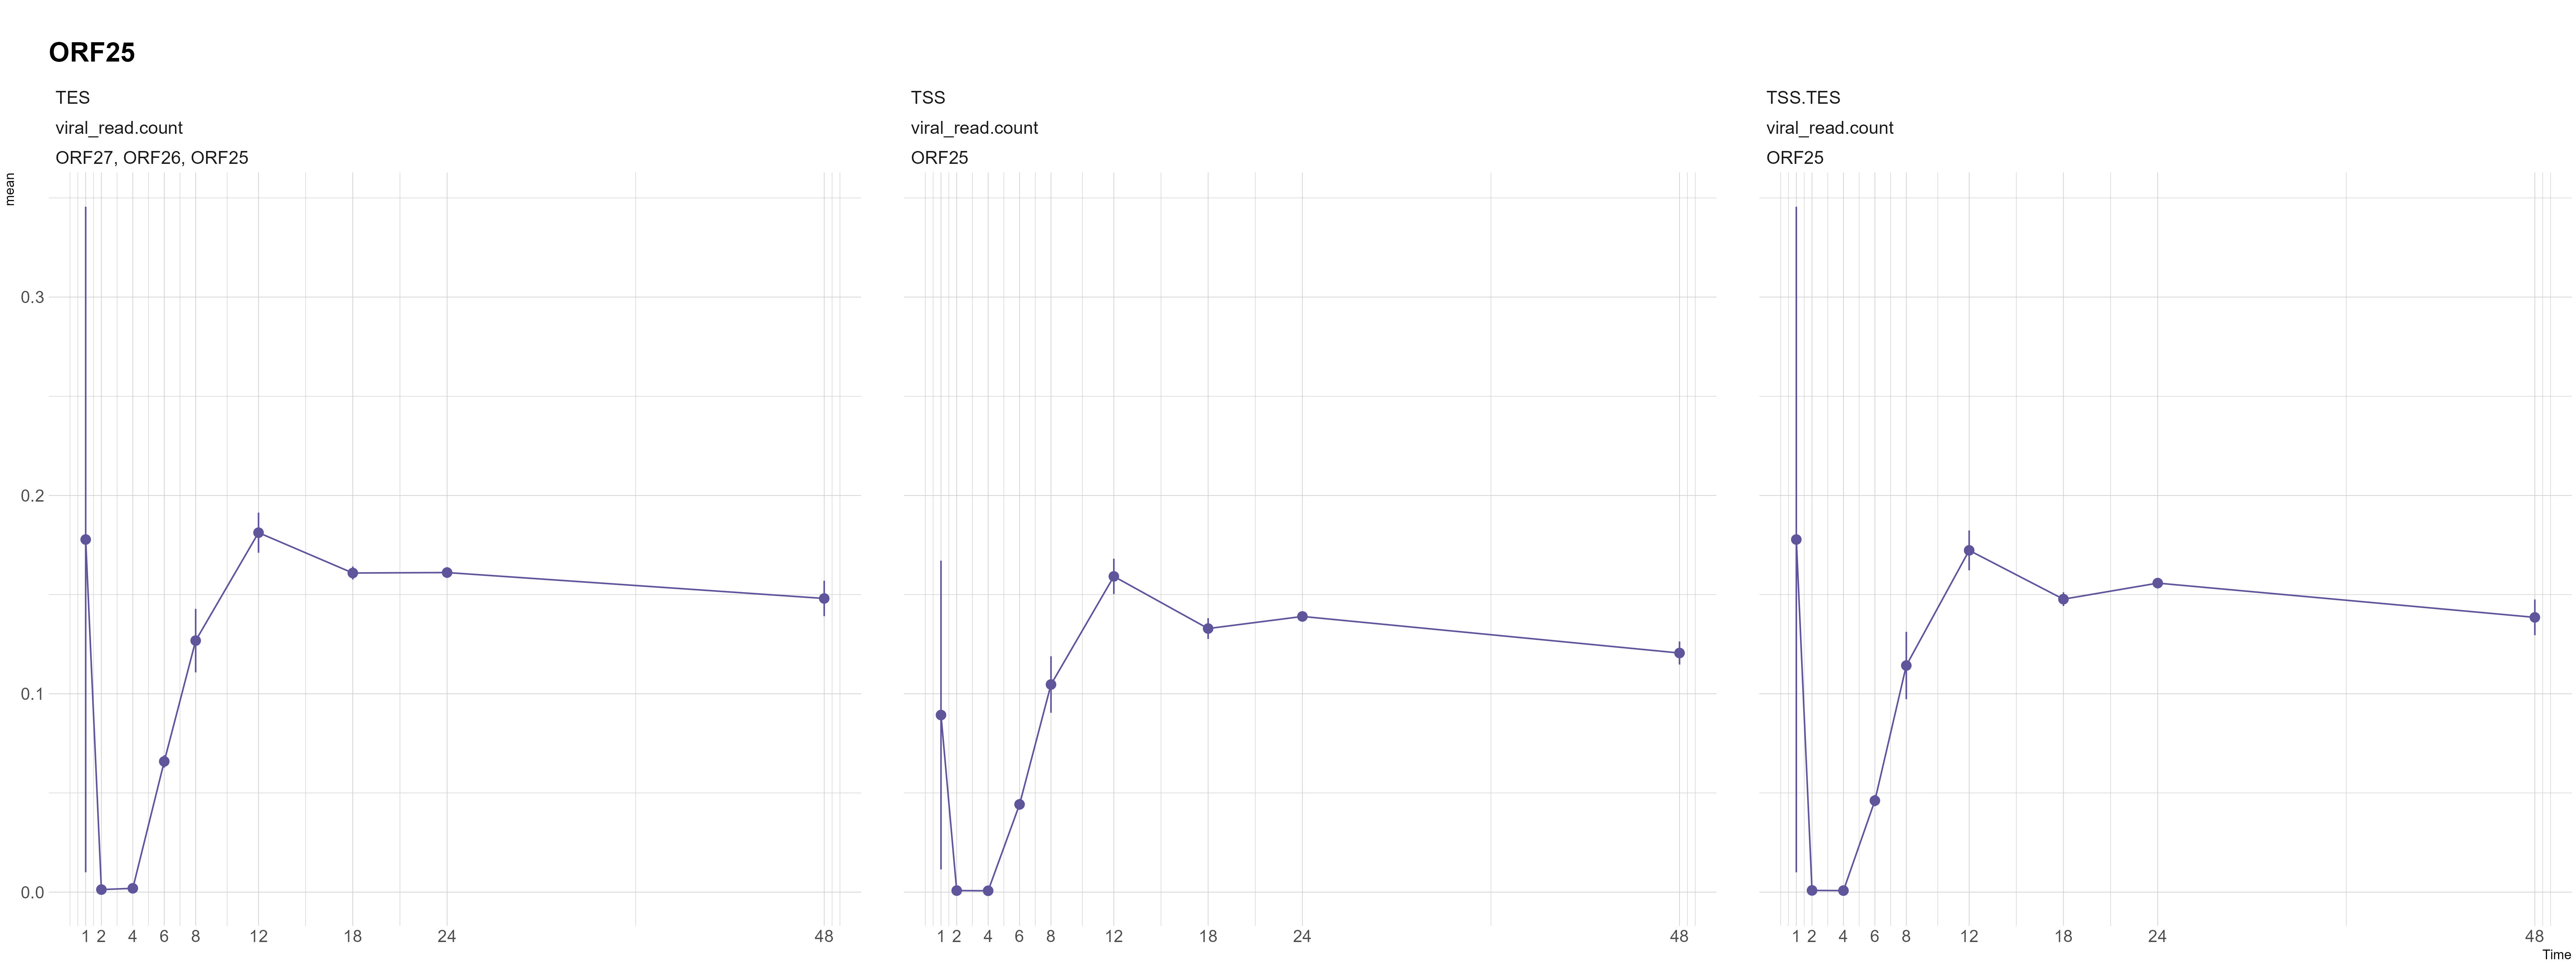 ORF25
TES
viral_read.count
ORF27, ORF26, ORF25
TSS
viral_read.count
ORF25
TSS.TES
viral_read.count
ORF25
mean
0.3
0.2
0.1
0.0
1 2 4 6 8 12 18 24 48
1 2 4 6 8 12 18 24 48
1 2 4 6 8 12 18 24 48
Time